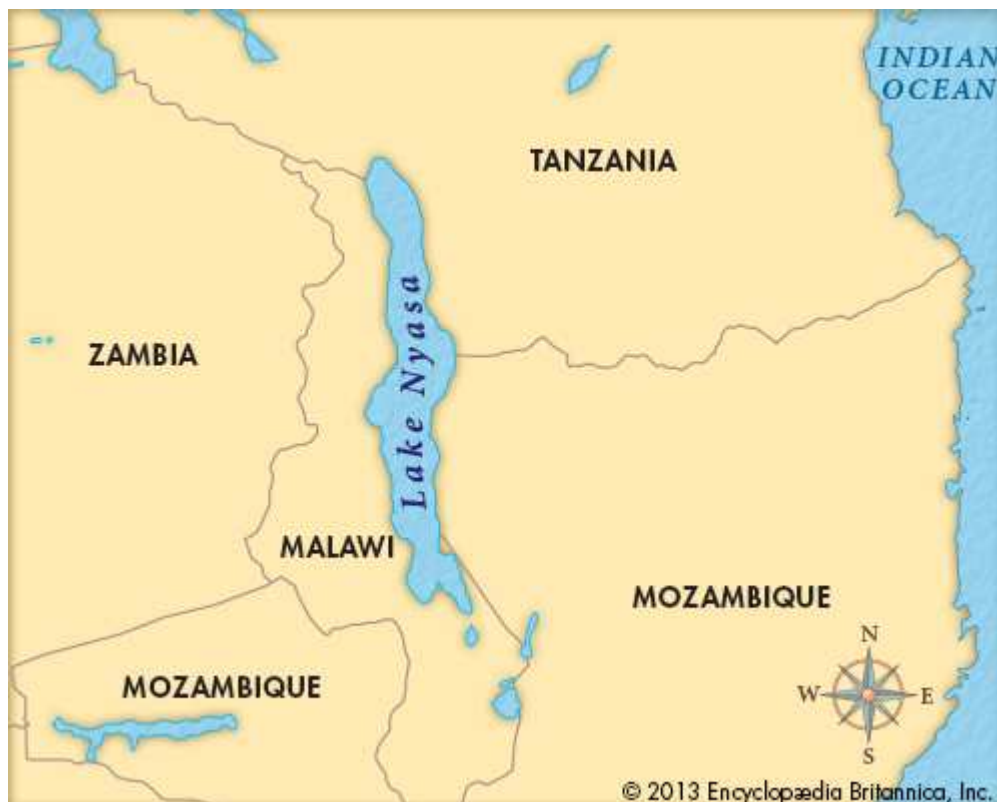 INDIAN
OCEAN
TANZANIA
ZAMBIA
Lake Nyasa
MALAWI
MOZAMBIQUE
MOZAMBIQUE
N
W
E
S
© 2013 Encyclopædia Britannica, Inc.